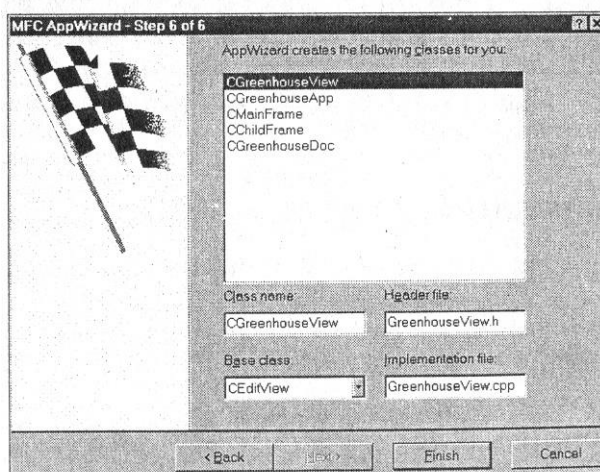 MFC AppWizard - Step 6 of 6
AppWizard creates the following classes for you:
CGreenhouseView
CGreenhouseApp
CMainFrame
CChildFrame
CGreenhouseDoc
Class name: Header file:
CGreenhouseView GreenhouseView.h
Base class: Implementation file:
CEditView GreenhouseView.cpp
< Back Next > Finish Cancel